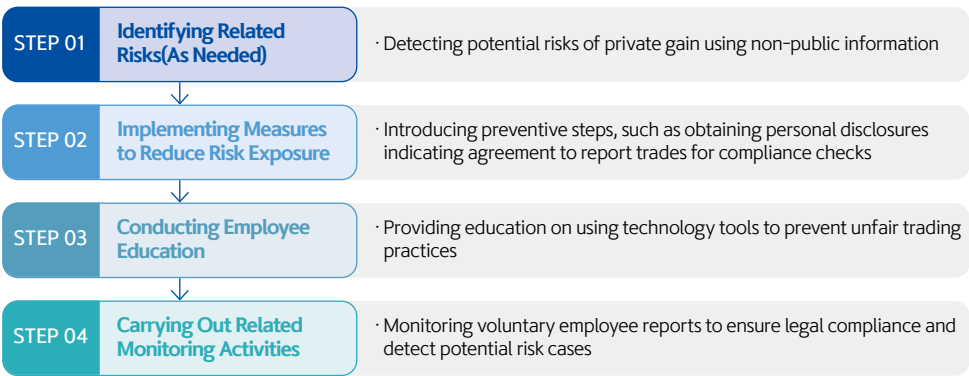 STEP 01
Identifying Related
Risks(As Needed)
· Detecting potential risks of private gain using non-public information
STEP 02
Implementing Measures
to Reduce Risk Exposure
· Introducing preventive steps, such as obtaining personal disclosures
indicating agreement to report trades for compliance checks
STEP 03
Conducting Employee
Education
· Providing education on using technology tools to prevent unfair trading
practices
STEP 04
Carrying Out Related
Monitoring Activities
· Monitoring voluntary employee reports to ensure legal compliance and
detect potential risk cases